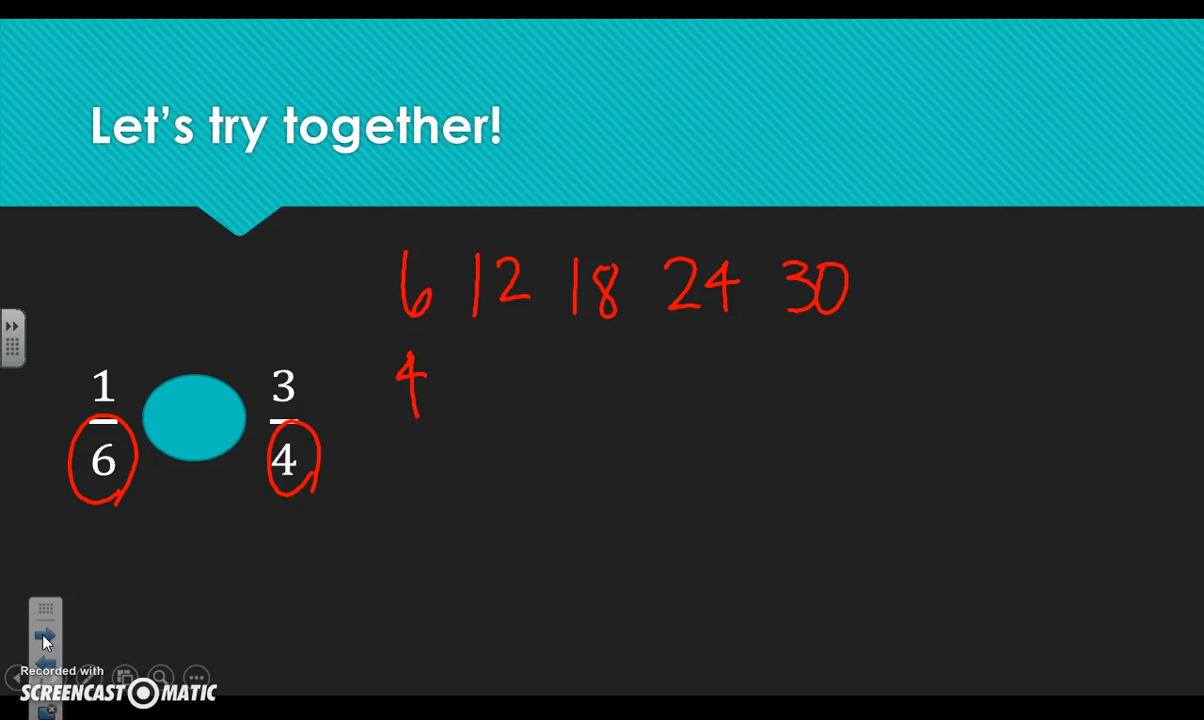 Let's try together!
6 12 18 24 30
4
1 3
6 4
Recorded with
SCREENCAST MATIC